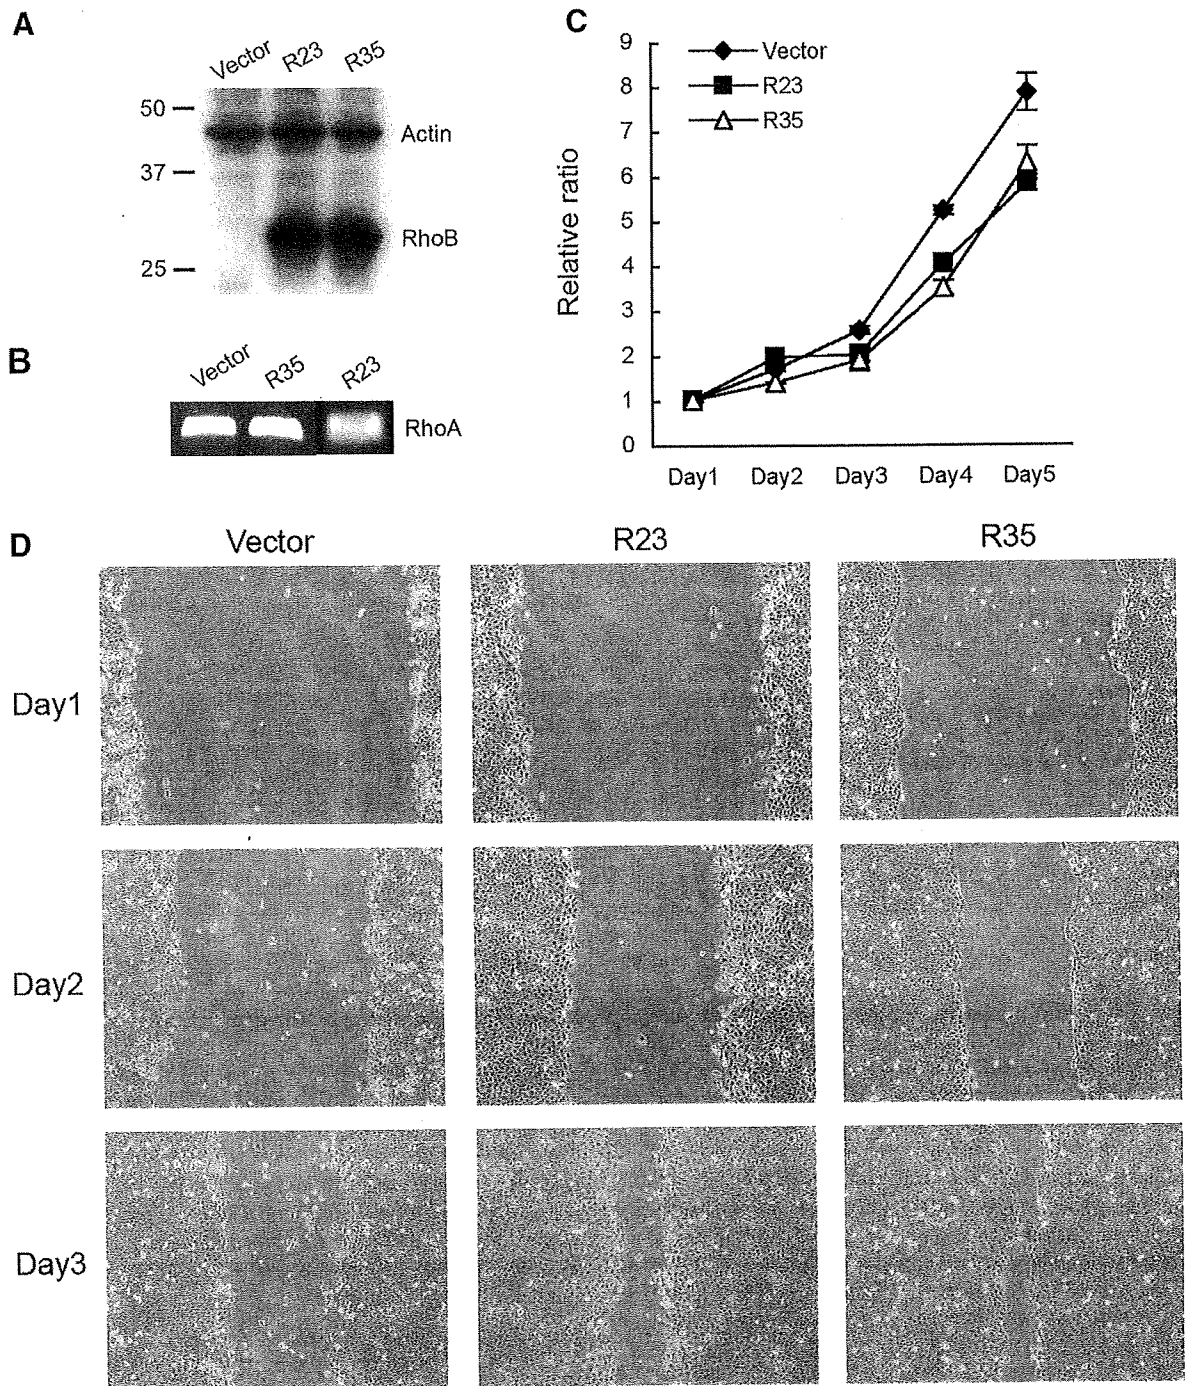 A
Vector R23 R35
50
Actin
37
RhoB
25
B
Vector R35 R23
RhoA
C
9
8
7
6
5
4
3
2
1
0
Relative ratio
Vector
R23
R35
Day1 Day2 Day3 Day4 Day5
D
Vector R23 R35
Day1
Day2
Day3